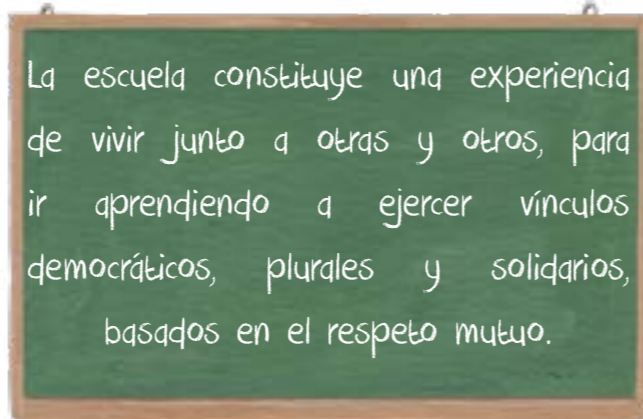 La escuela constituye una experiencia
de vivir junto a otras y otros, para
ir aprendiendo a ejercer vínculos
democráticos, plurales y solidarios,
basados en el respeto mutuo.